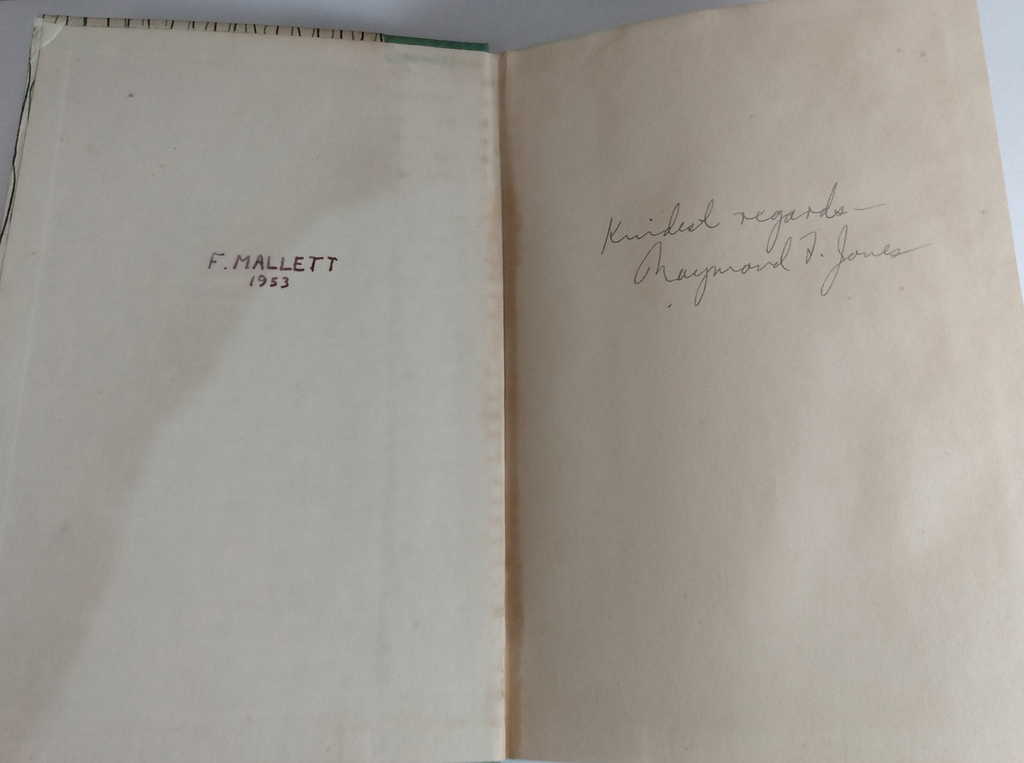 F. MALLETT
1953
Kindest regards—
Raymond F. Jones